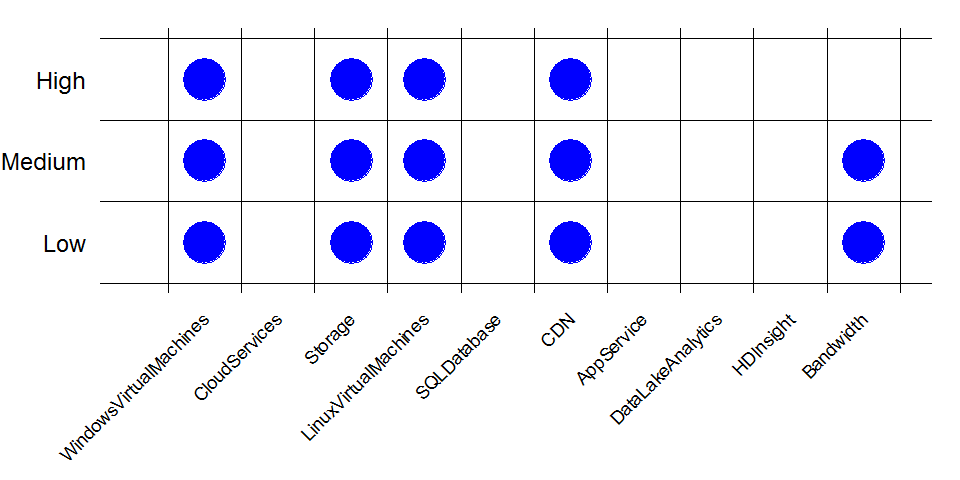 High
Medium
Low
WindowsVirtualMachines
CloudServices
Storage
LinuxVirtualMachines
SQLDatabase
CDN
AppService
DataLakeAnalytics
HDInsight
Bandwidth